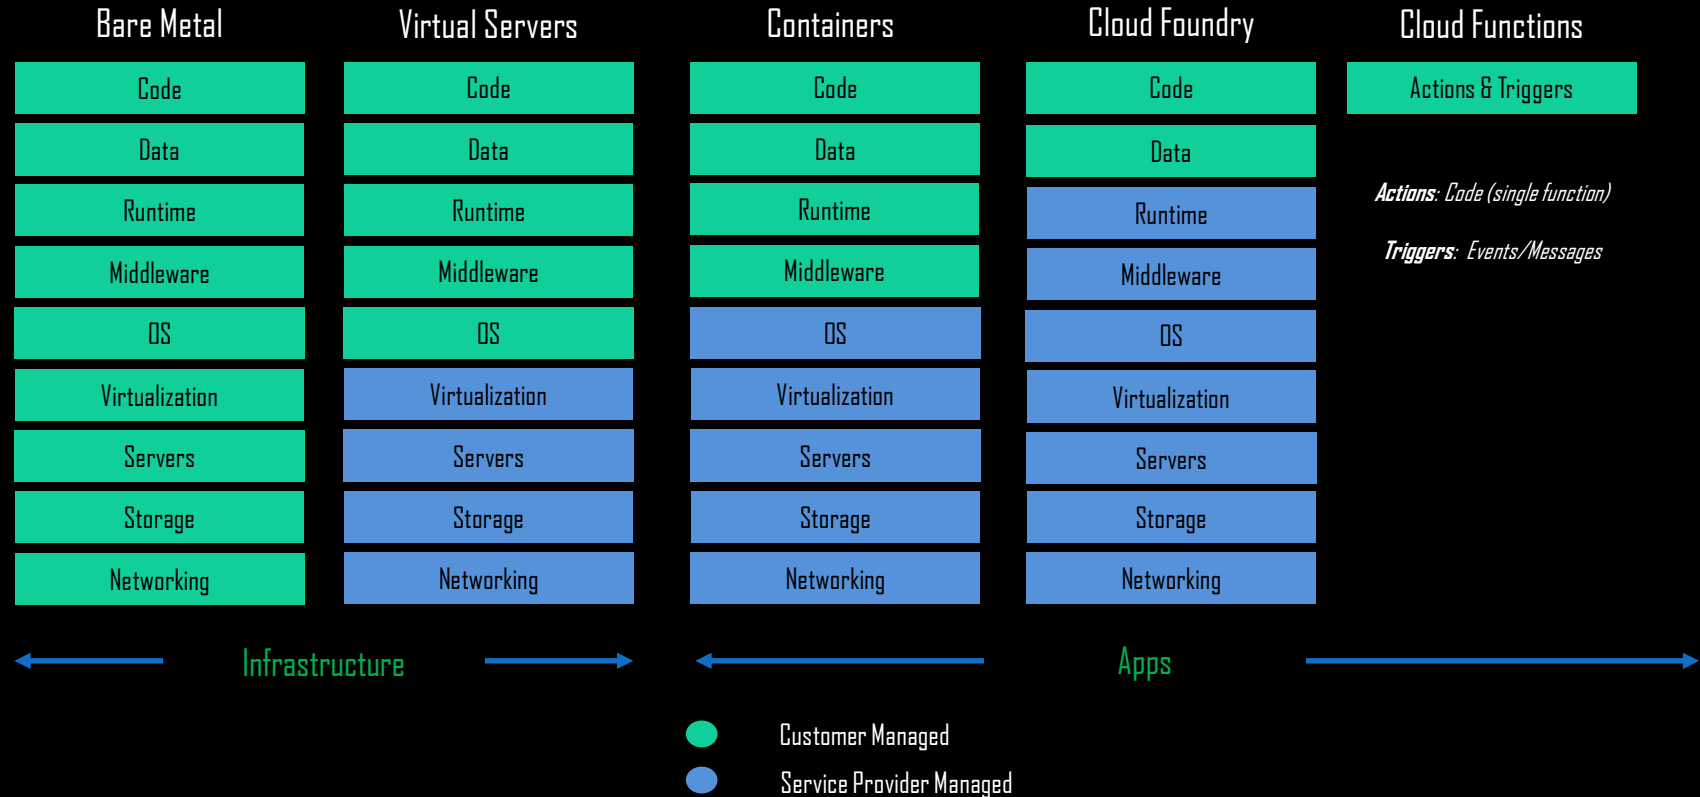 Bare Metal
Virtual Servers
Containers
Cloud Foundry
Cloud Functions
Code
Code
Code
Code
Actions & Triggers
Data
Data
Data
Data
Actions: Code (single function)
Runtime
Runtime
Runtime
Runtime
Triggers: Events/Messages
Middleware
Middleware
Middleware
Middleware
OS
OS
OS
OS
Virtualization
Virtualization
Virtualization
Virtualization
Servers
Servers
Servers
Servers
Storage
Storage
Storage
Storage
Networking
Networking
Networking
Networking
Infrastructure
Apps
Customer Managed
Service Provider Managed